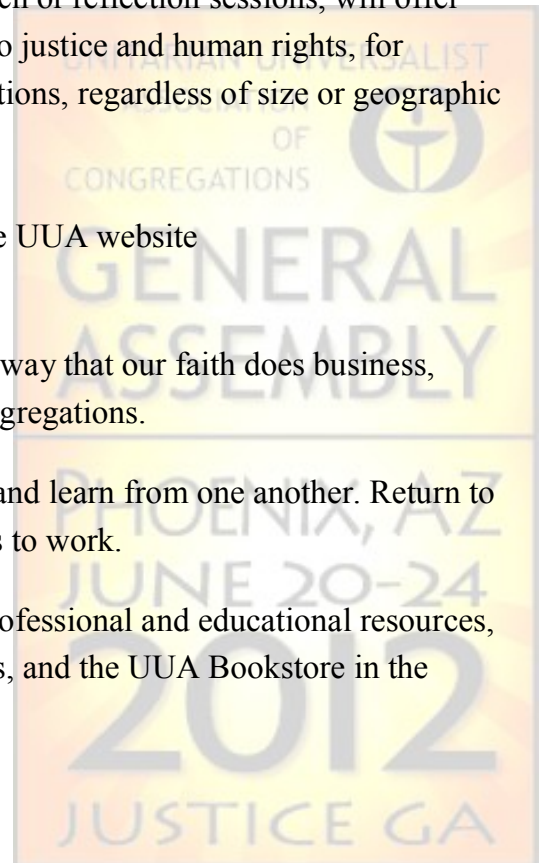 ch or reflection sessions, will offer
o justice and human rights, for
tions, regardless of size or geographic
e UUA website
way that our faith does business,
gregations.
and learn from one another. Return to
s to work.
ofessional and educational resources,
s, and the UUA Bookstore in the
UNITARIAN UNIVERSALIST
ASSOCIATION
OF
CONGREGATIONS
GENERAL
ASSEMBLY
PHOENIX, AZ
JUNE 20-24
2012
JUSTICE GA